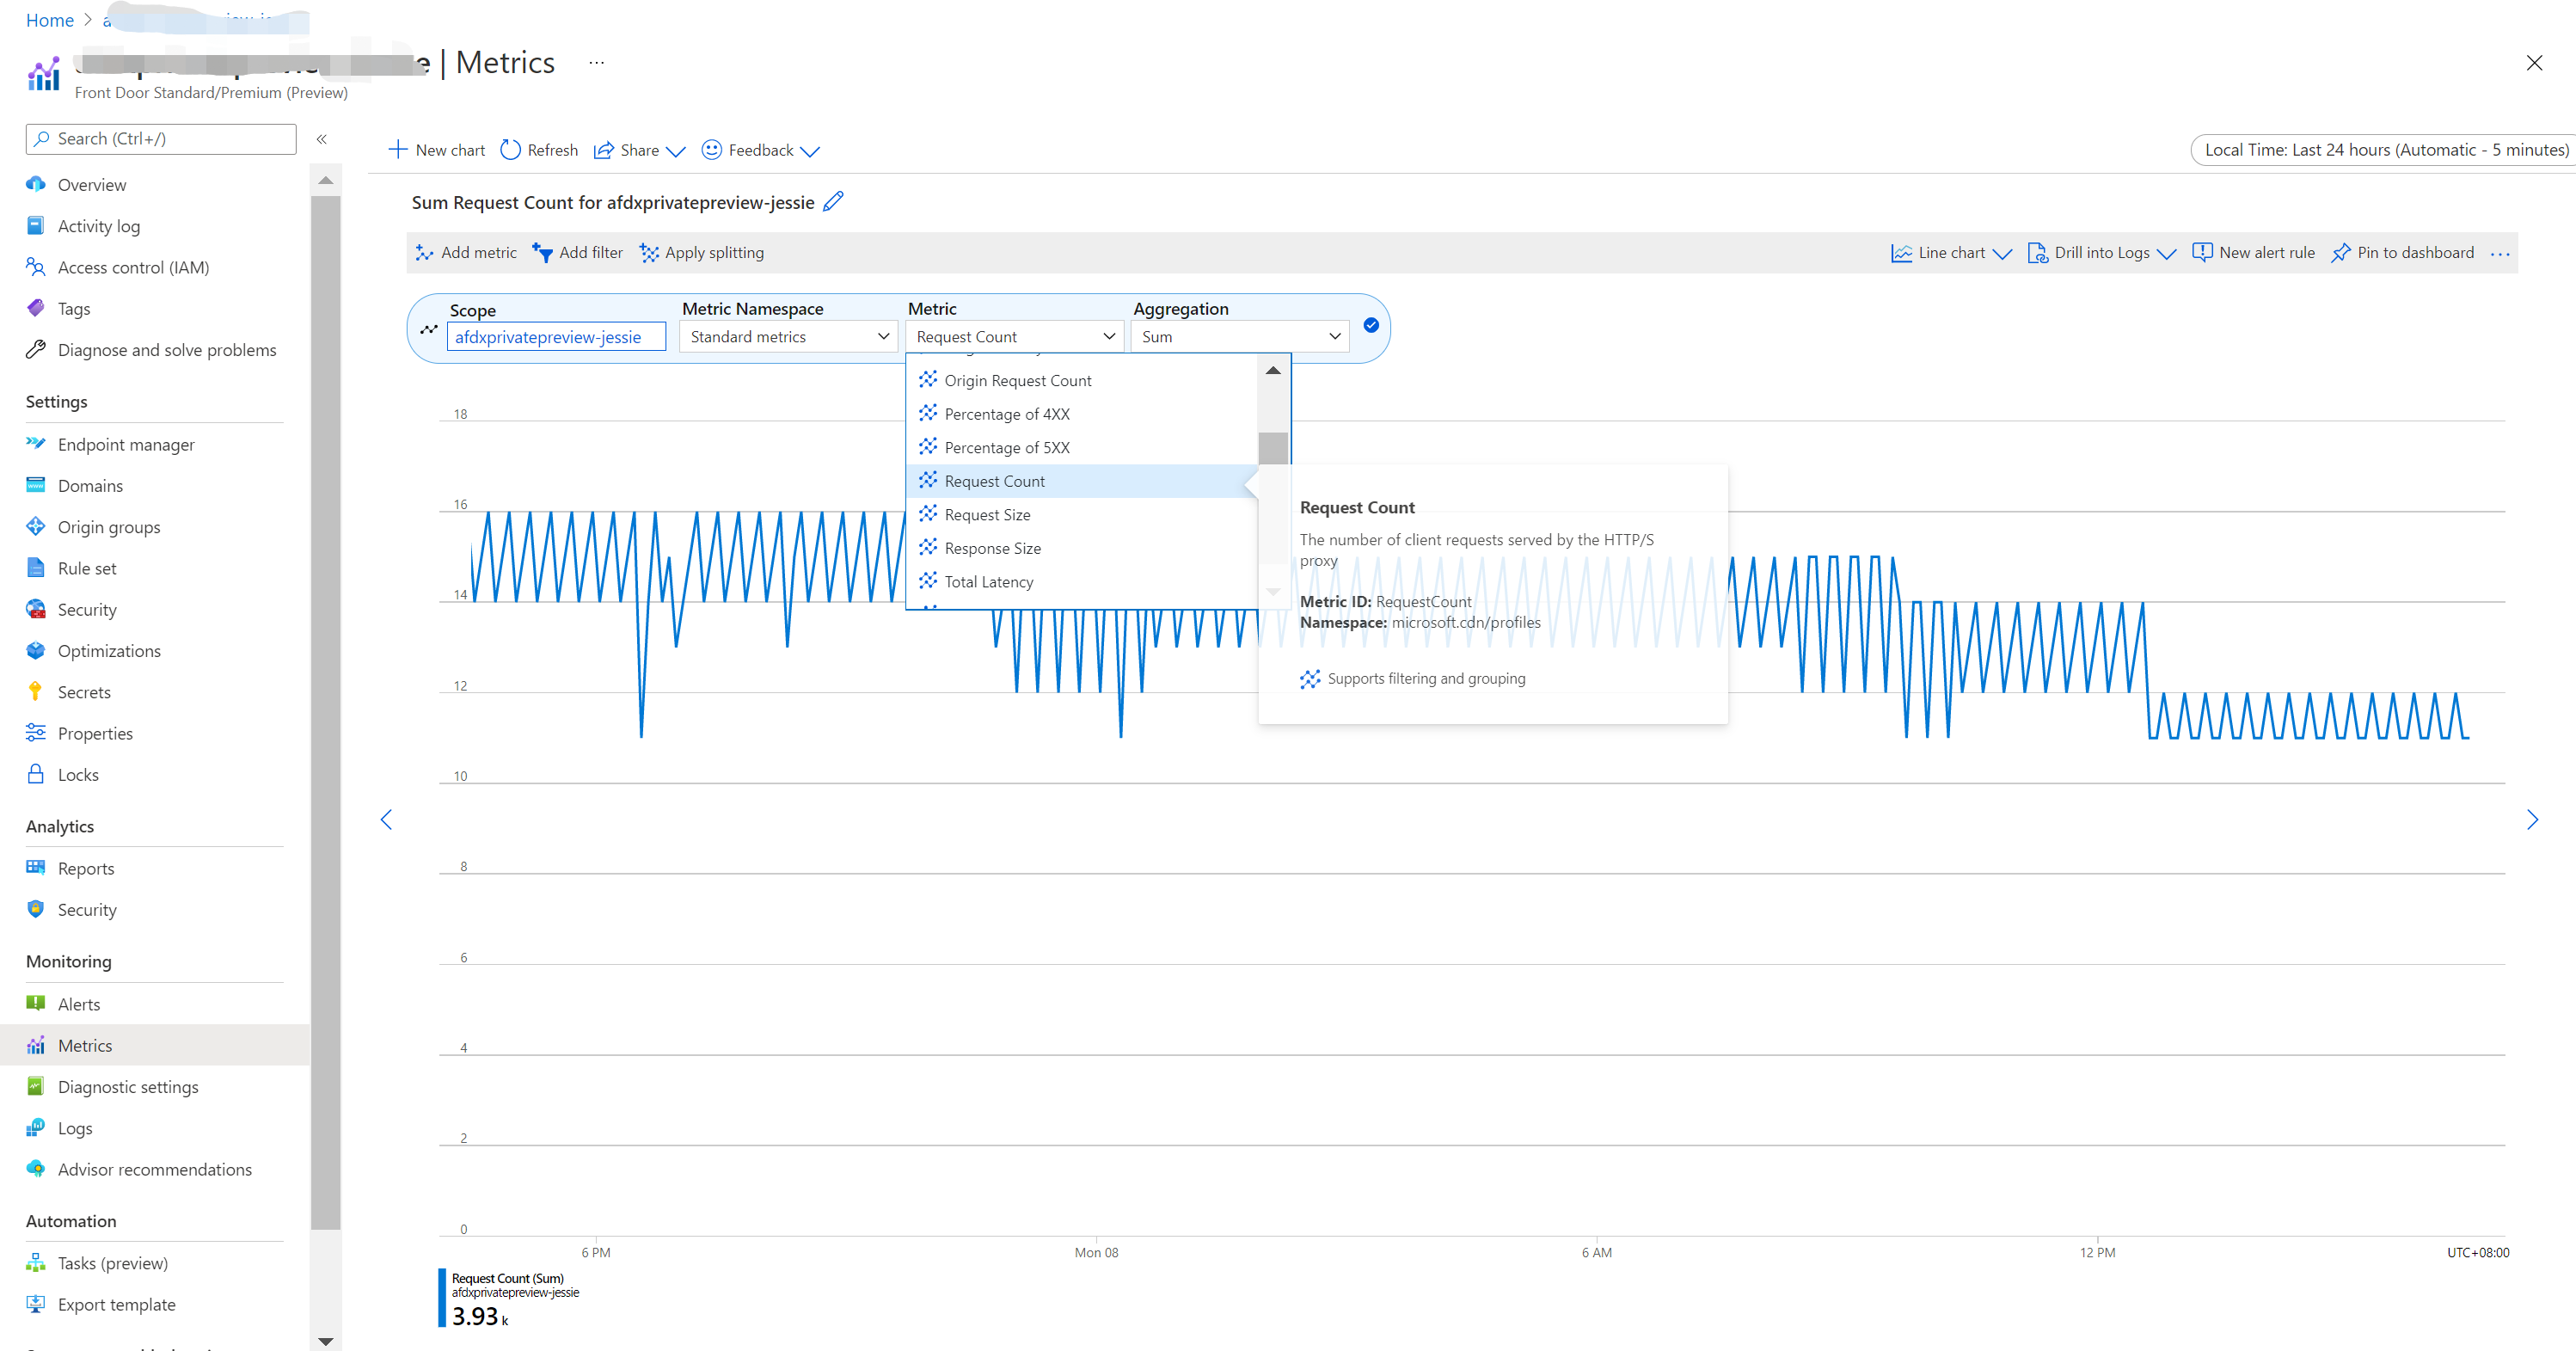 Home >
| Metrics ...
Front Door Standard/Premium (Preview)
Search (Ctrl+/)
«
Overview
Activity log
Access control (IAM)
Tags
Diagnose and solve problems
Settings
Endpoint manager
Domains
Origin groups
Rule set
Security
Optimizations
Secrets
Properties
Locks
Analytics
Reports
Security
Monitoring
Alerts
Metrics
Diagnostic settings
Logs
Advisor recommendations
Automation
Tasks (preview)
Export template
New chart Refresh Share Feedback
Local Time: Last 24 hours (Automatic - 5 minutes)
Sum Request Count for afdxprivatepreview-jessie
Add metric Add filter Apply splitting
Line chart Drill into Logs New alert rule Pin to dashboard ...
Scope Metric Namespace Metric Aggregation
afdxprivatepreview-jessie Standard metrics Request Count Sum
Origin Request Count
Percentage of 4XX
Percentage of 5XX
Request Count
Request Size
Response Size
Total Latency
Request Count
The number of client requests served by the HTTP/S
proxy
Metric ID: RequestCount
Namespace: microsoft.cdn/profiles
Supports filtering and grouping
18
16
14
12
10
8
6
4
2
0
6 PM Mon 08 6 AM 12 PM UTC+08:00
Request Count (Sum)
afdxprivatepreview-jessie
3.93 k